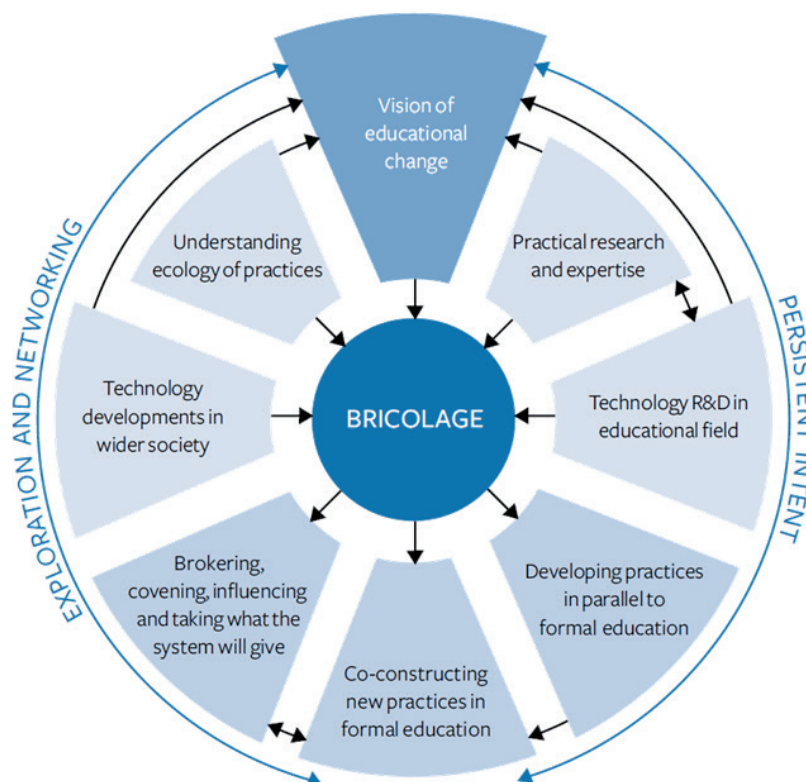 Vision of
educational
change
Understanding
ecology of practices
Practical research
and expertise
EXPLORATION AND NETWORKING
PERSISTENT INTENT
Technology
developments in
wider society
BRICOLAGE
Technology R&D in
educational field
Brokering,
covening, influencing
and taking what the
system will give
Developing practices
in parallel to
formal education
Co-constructing
new practices in
formal education